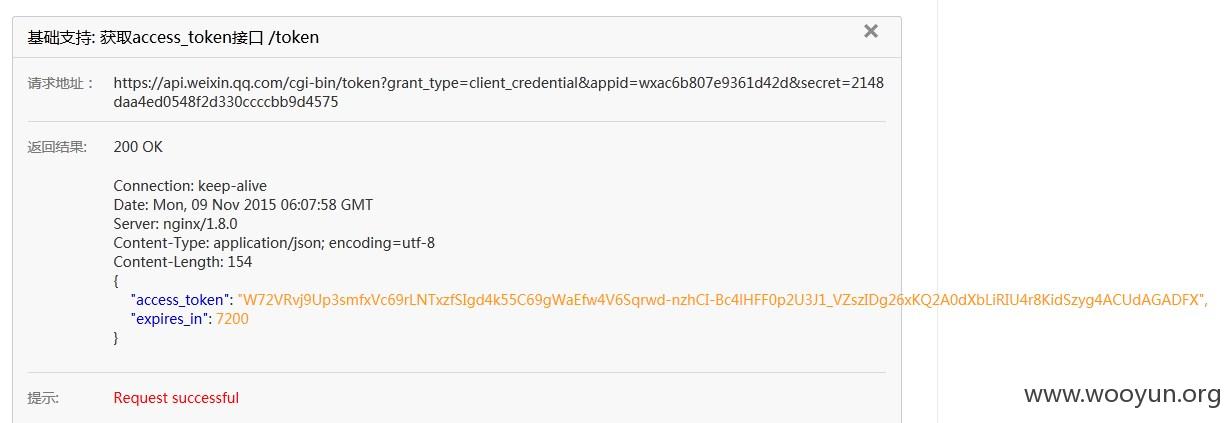 基础支持: 获取access_token接口 /token
请求地址： https://api.weixin.qq.com/cgi-bin/token?grant_type=client_credential&appid=wxac6b807e9361d42d&secret=2148
daa4ed0548f2d330ccccbb9d4575
返回结果: 200 OK
Connection: keep-alive
Date: Mon, 09 Nov 2015 06:07:58 GMT
Server: nginx/1.8.0
Content-Type: application/json; encoding=utf-8
Content-Length: 154
{
"access_token": "W72VRvj9Up3smfxVc69rLNTxzfSIgd4k55C69gWaEfw4V6Sqrwd-nzhCI-Bc4lHFF0p2U3J1_VZszIDg26xKQ2A0dXbLiRIU4r8KidSzyg4ACUdAGADFX",
"expires_in": 7200
}
提示: Request successful
www.wooyun.org